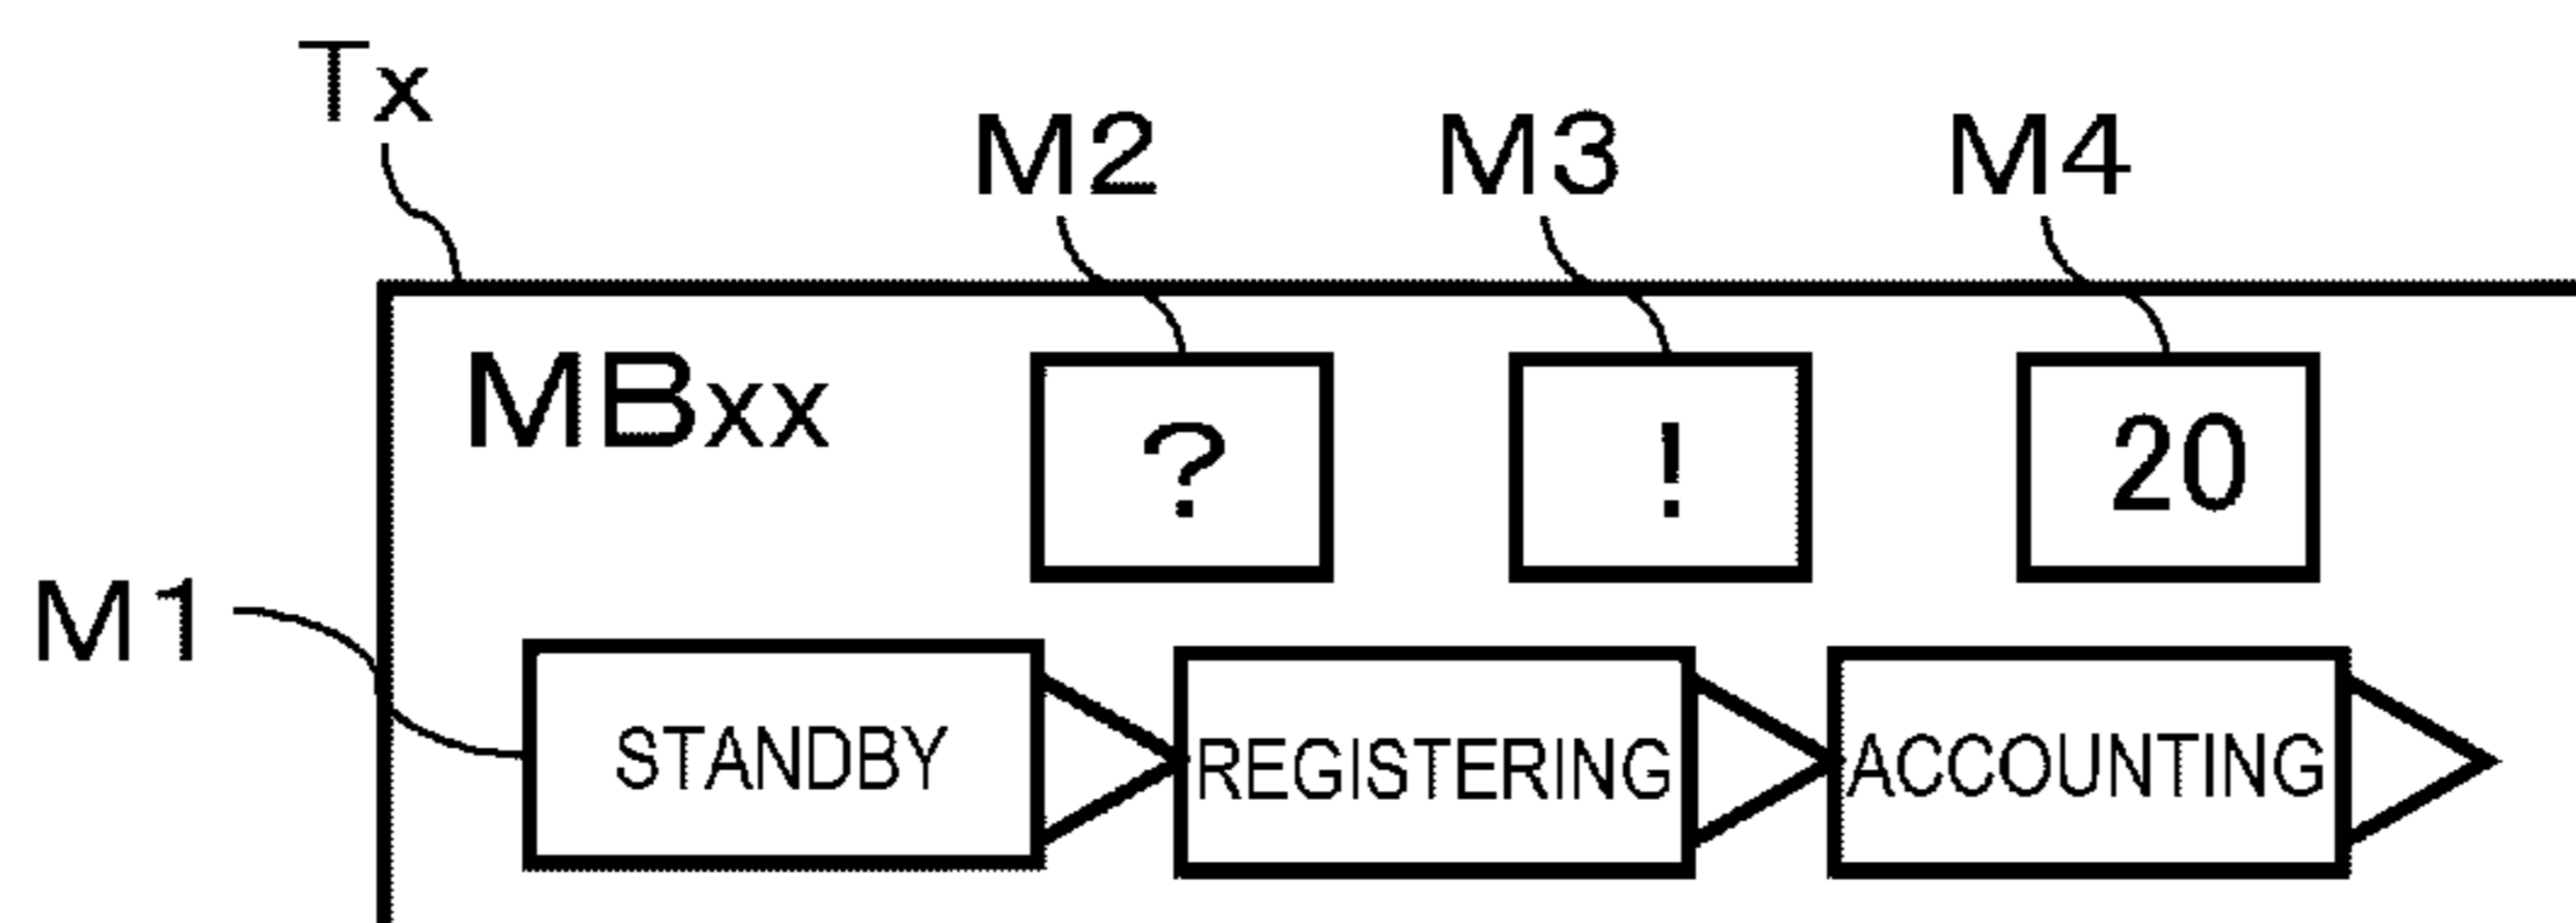 Tx
M2 M3 M4
MBxx ? ! 20
M1
STANDBY REGISTERING ACCOUNTING